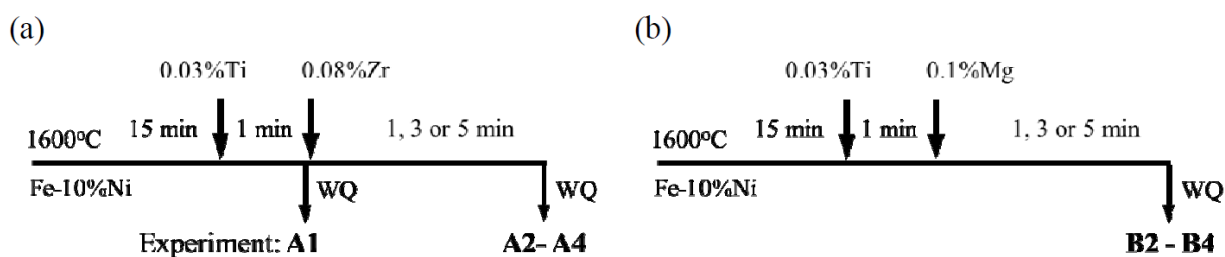 (a)
0.03%Ti 0.08%Zr
1600°C 15 min 1 min 1, 3 or 5 min
Fe-10%Ni WQ WQ
Experiment: A1 A2- A4
(b)
0.03%Ti 0.1%Mg
1600°C 15 min 1 min 1, 3 or 5 min
Fe-10%Ni WQ
B2 - B4